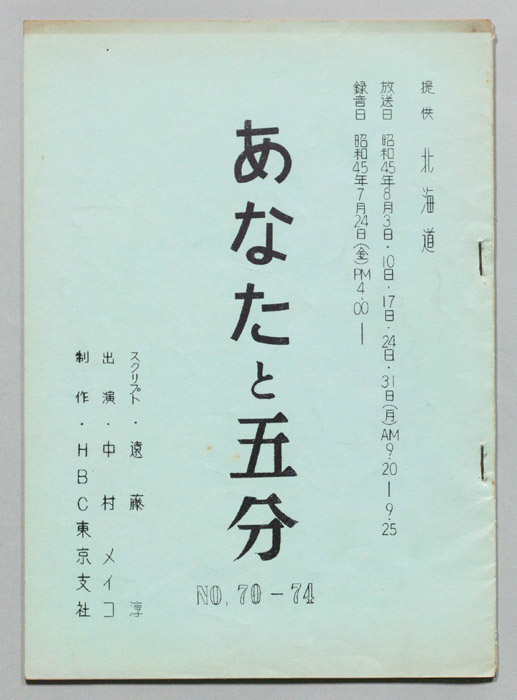 提供 北海道
放送日 昭和45年8月3日・10日・17日・24日・31日(月)AM9.20―9.25
録音日 昭和45年7月24日(金)PM4.00―
あなたと五分
NO. 70-74
スクリプト・遠藤 淳
出演・中村メイコ
制作・HBC東京支社